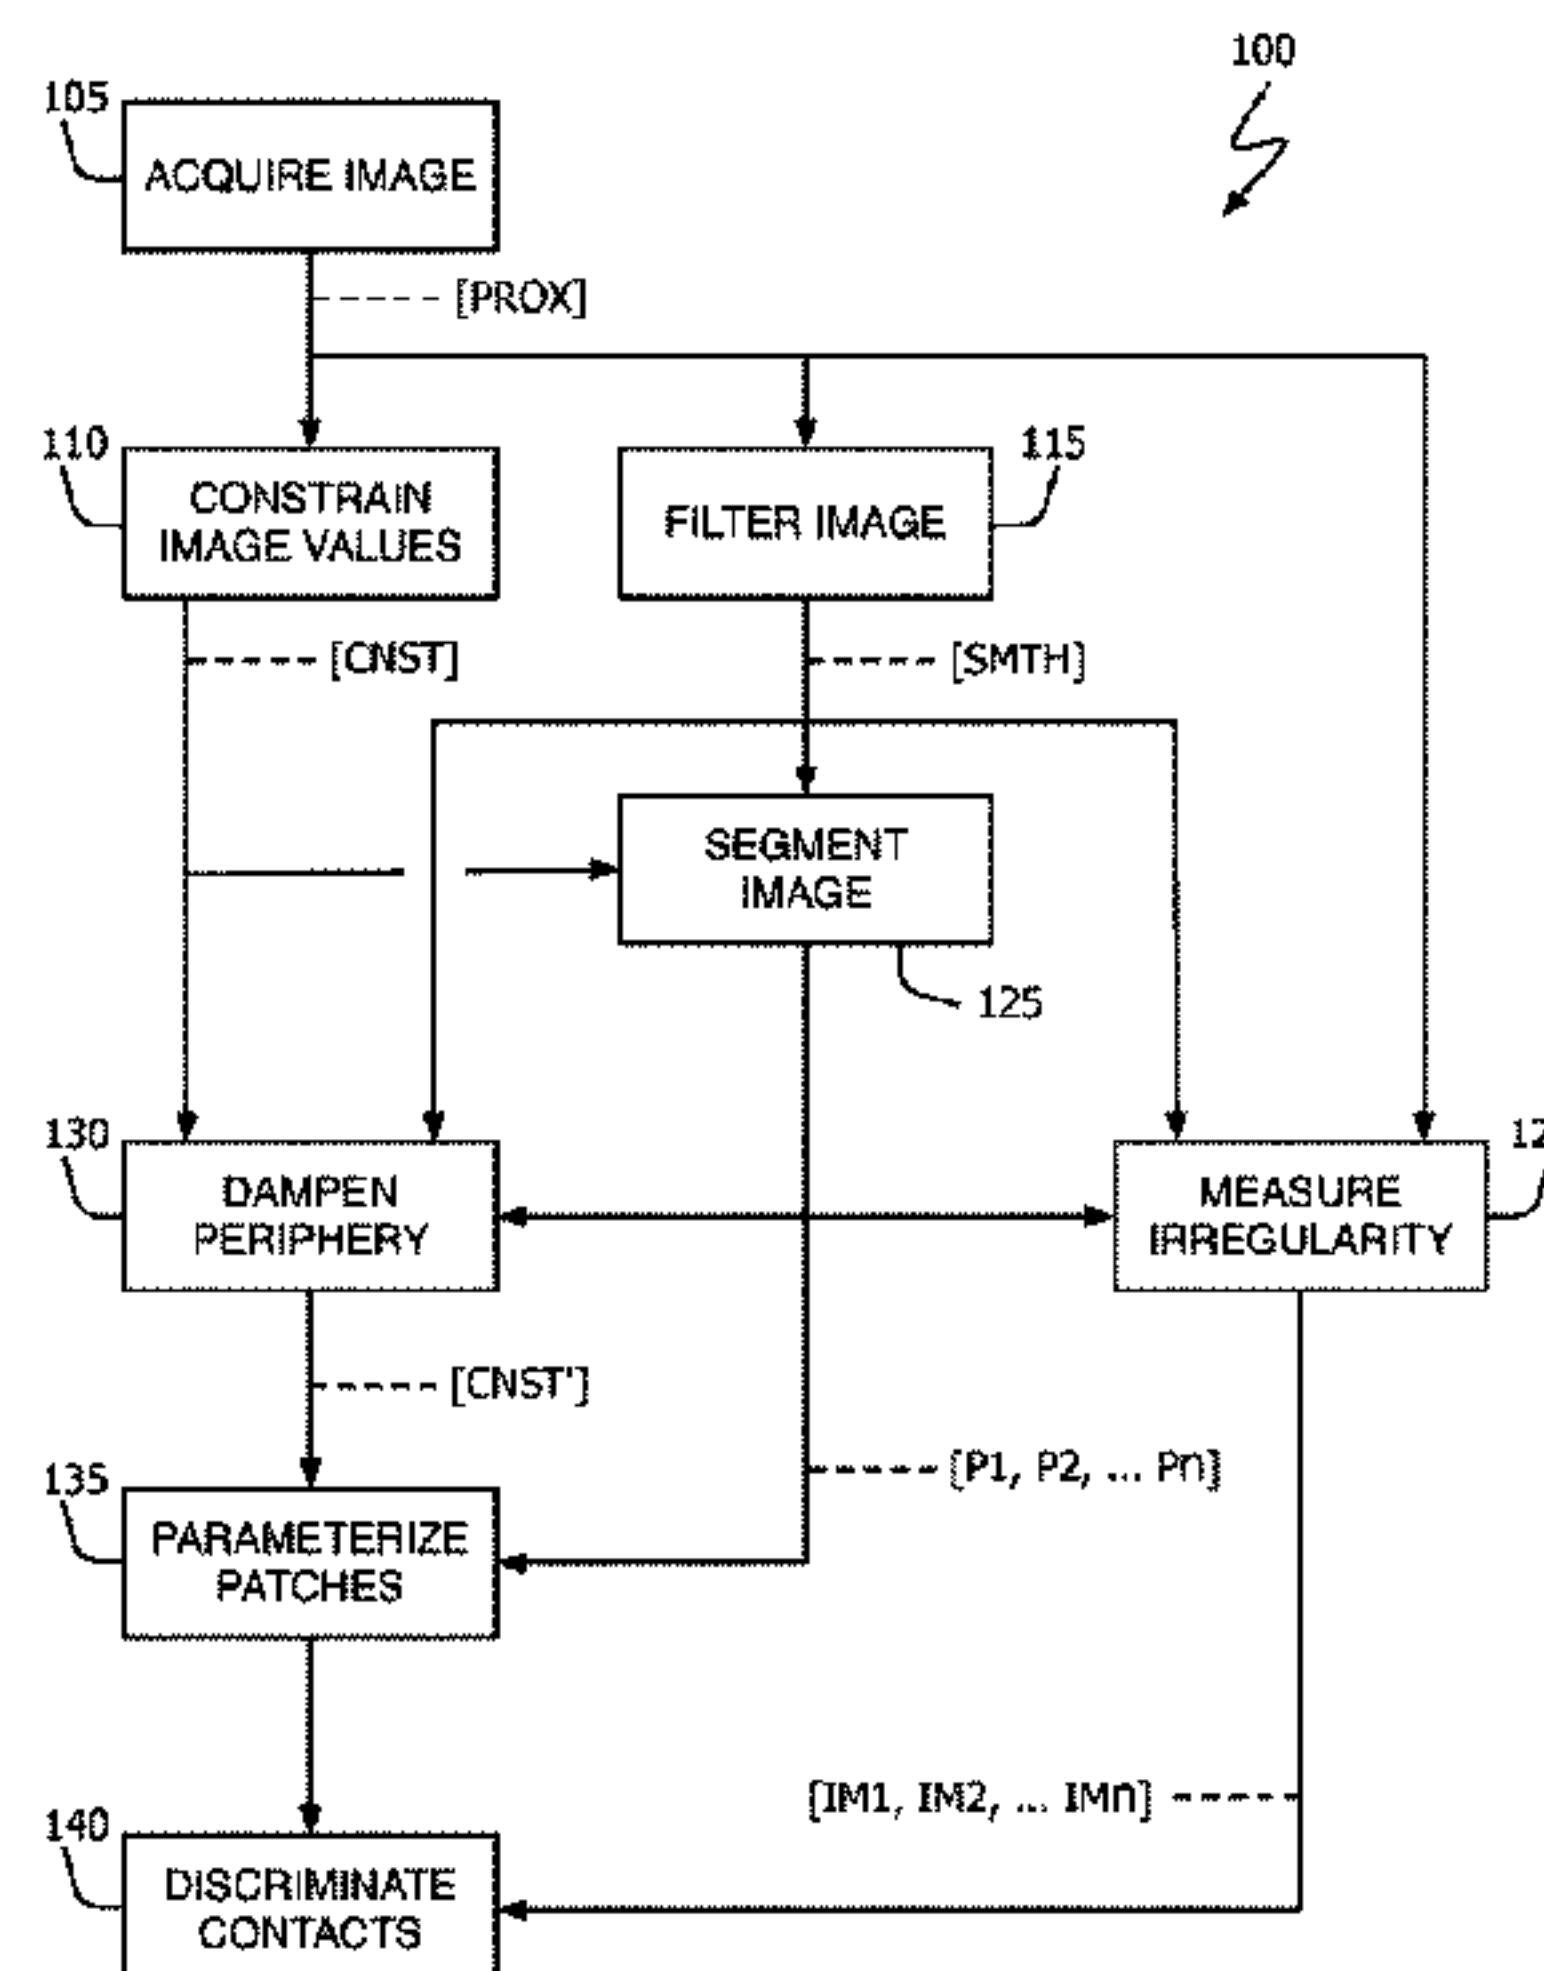 100
105
ACQUIRE IMAGE
[PROX]
110
CONSTRAIN
IMAGE VALUES
FILTER IMAGE
115
[CNST]
[SMTH]
SEGMENT
IMAGE
125
130
DAMPEN
PERIPHERY
MEASURE
IRREGULARITY
[CNST']
135
PARAMETERIZE
PATCHES
[P1, P2, ... Pn]
[IM1, IM2, ... IMn]
140
DISCRIMINATE
CONTACTS